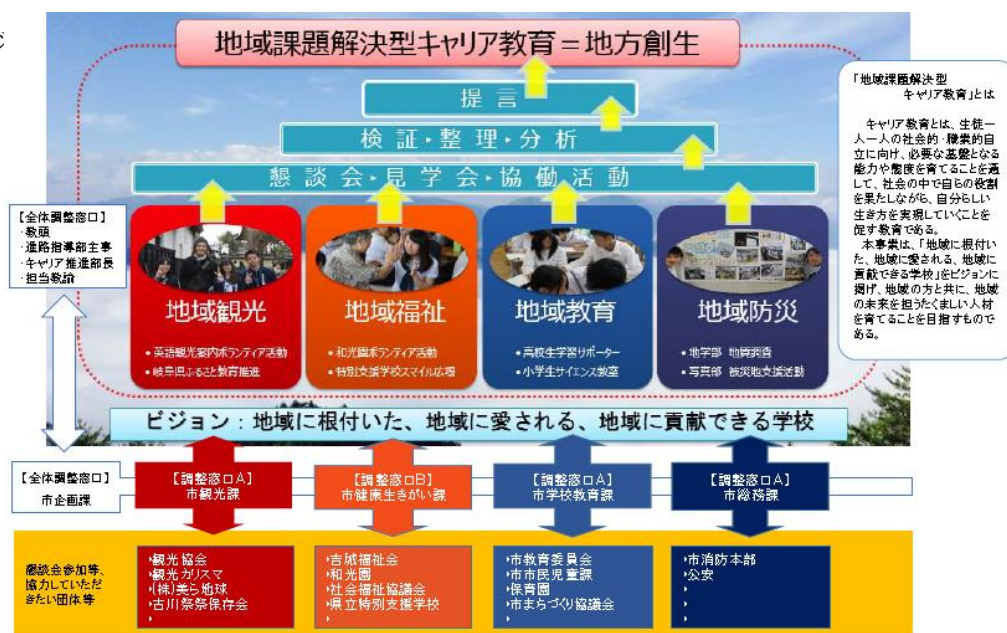 地域課題解決型キャリア教育＝地方創生
提言
検証・整理・分析
懇談会・見学会・協働活動
【全体調整窓口】
・教頭
・進路指導部主事
・キャリア推進部長
・担当教諭
地域観光
・英語観光案内ボランティア活動
・岐阜県ふるさと教育推進
地域福祉
・和光園ボランティア活動
・特別支援学校スマイル広場
地域教育
・高校生学習サポーター
・小学生サイエンス教室
地域防災
・地学部 地質調査
・写真部 被災地支援活動
「地域課題解決型
キャリア教育」とは
キャリア教育とは、生徒一
人一人の社会的・職業的自
立に向け、必要な基盤となる
能力や態度を育てることを通
して、社会の中で自らの役割
を果たしながら、自分らしい
生き方を実現していくことを
促す教育である。
本事業は、「地域に根付い
た、地域に愛される、地域に
貢献できる学校」をビジョンに
掲げ、地域の方と共に、地域
の未来を担うたくましい人材
を育てることを目指すもので
ある。
ビジョン：地域に根付いた、地域に愛される、地域に貢献できる学校
【全体調整窓口】
市企画課
【調整窓口A】
市観光課
【調整窓口B】
市健康生きがい課
【調整窓口A】
市学校教育課
【調整窓口A】
市総務課
懇談会参加等、
協力していただ
きたい団体等
・観光協会
・観光カリスマ
・(株)美ら地球
・古川祭祭保存会
・吉城福祉会
・和光園
・社会福祉協議会
・県立特別支援学校
・市教育委員会
・市市民児童課
・保育園
・市まちづくり協議会
・市消防本部
・公安